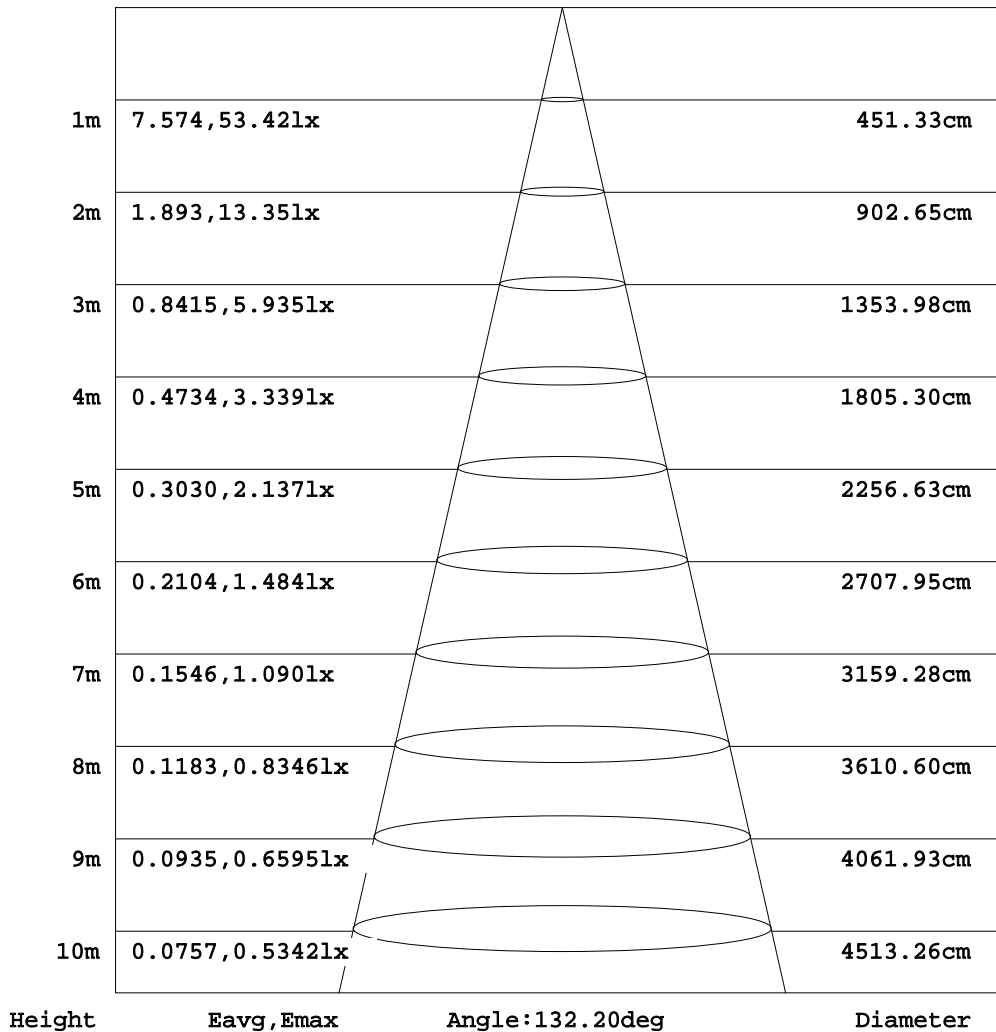 1m 7.574,53.42lx 451.33cm
2m 1.893,13.35lx 902.65cm
3m 0.8415,5.935lx 1353.98cm
4m 0.4734,3.339lx 1805.30cm
5m 0.3030,2.137lx 2256.63cm
6m 0.2104,1.484lx 2707.95cm
7m 0.1546,1.090lx 3159.28cm
8m 0.1183,0.8346lx 3610.60cm
9m 0.0935,0.6595lx 4061.93cm
10m 0.0757,0.5342lx 4513.26cm
Height Eavg,Emax Angle:132.20deg Diameter